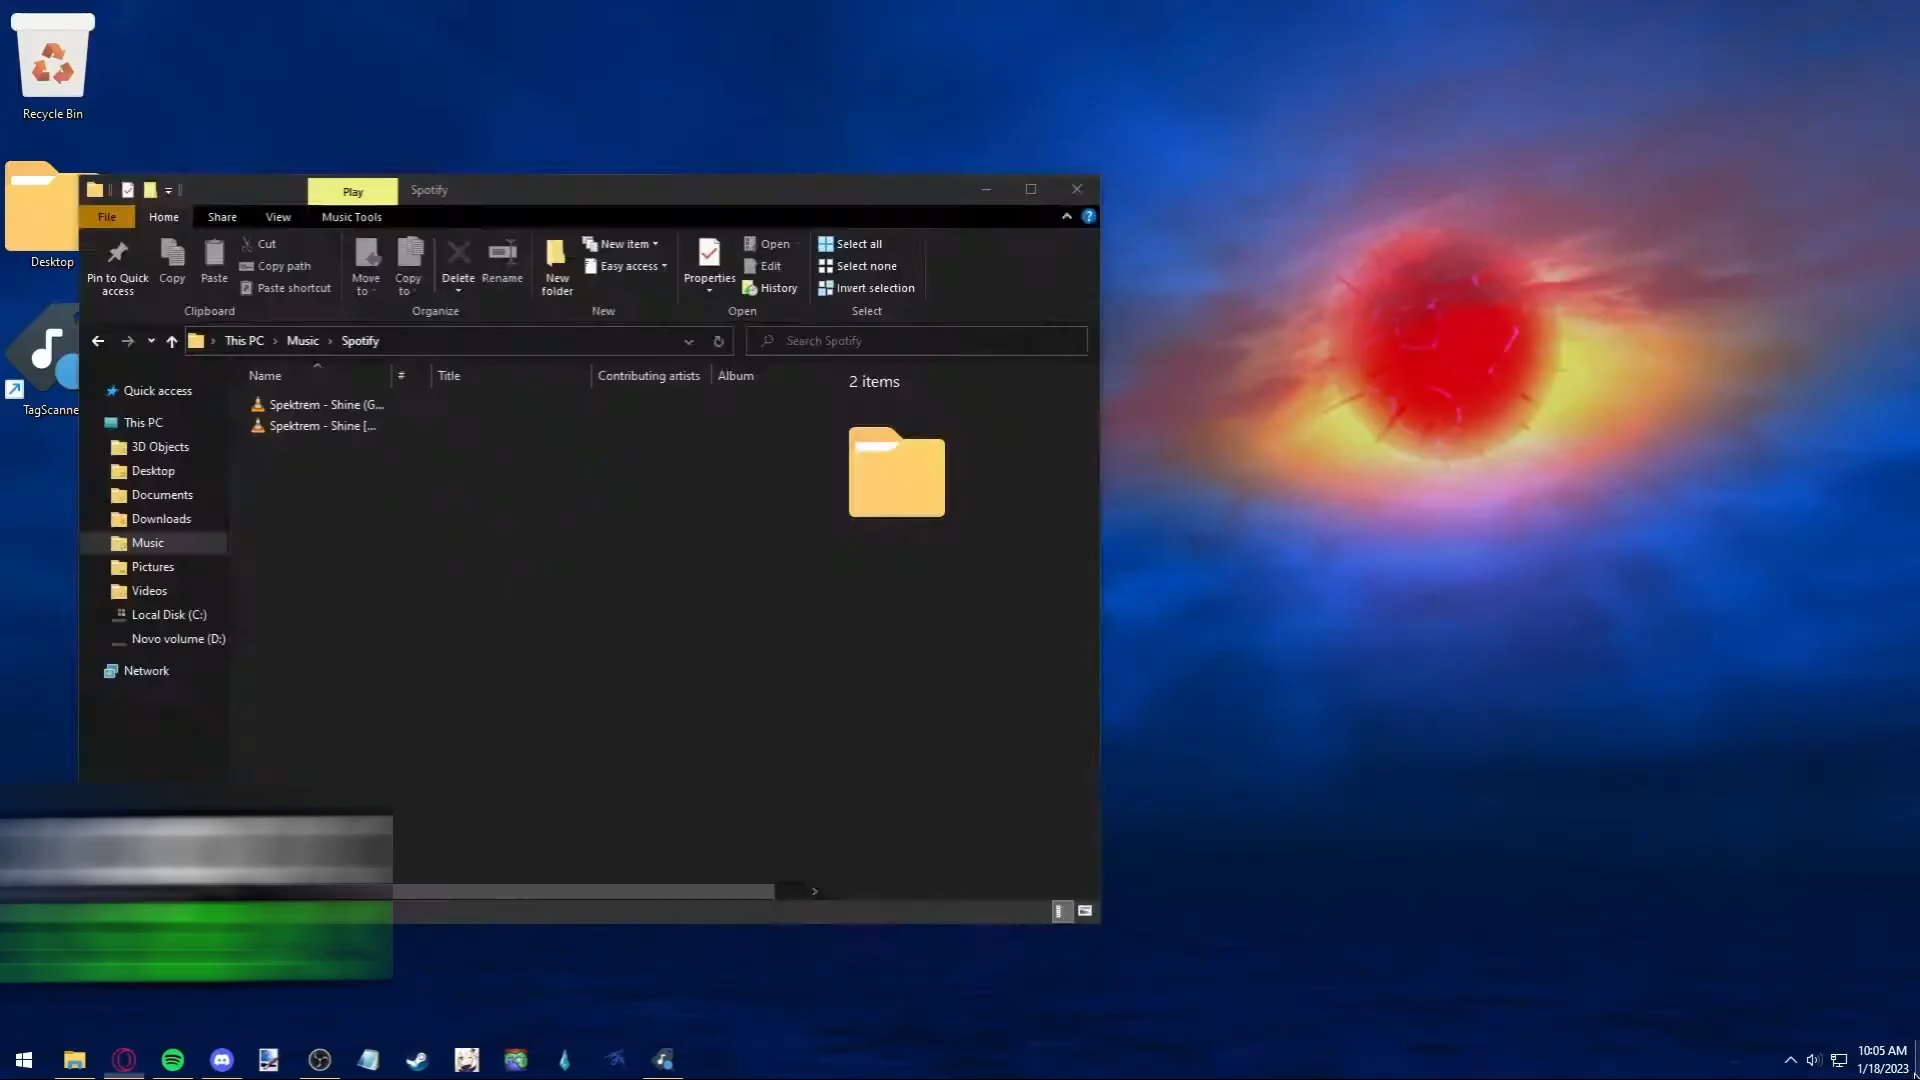 Recycle Bin
Desktop
TagScanne
Play
Spotify
File
Home
Share
View
Music Tools
Pin to Quick access
Copy
Paste
Cut
Copy path
Paste shortcut
Clipboard
Move to
Copy to
Delete
Rename
Organize
New folder
New item
Easy access
New
Properties
Open
Edit
History
Open
Select all
Select none
Invert selection
Select
This PC › Music › Spotify
Search Spotify
Quick access
This PC
3D Objects
Desktop
Documents
Downloads
Music
Pictures
Videos
Local Disk (C:)
Novo volume (D:)
Network
Name
#
Title
Contributing artists
Album
Spektrem - Shine (G...
Spektrem - Shine [...
2 items
10:05 AM
1/18/2023